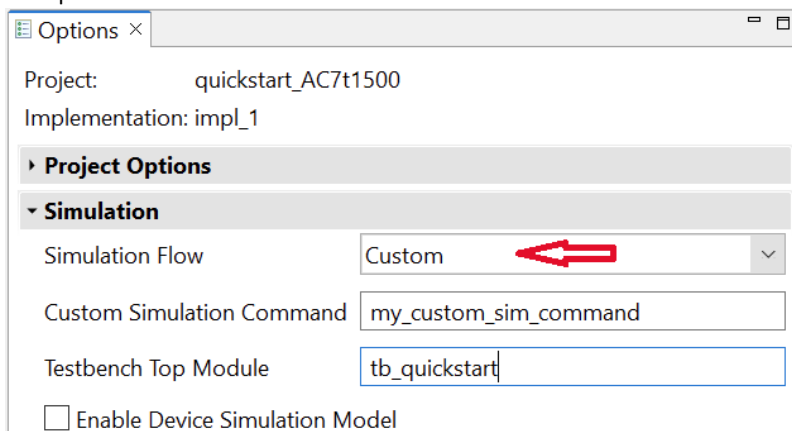 Options
Project: quickstart_AC7t1500
Implementation: impl_1
Project Options
Simulation
Simulation Flow Custom
Custom Simulation Command my_custom_sim_command
Testbench Top Module tb_quickstart
Enable Device Simulation Model